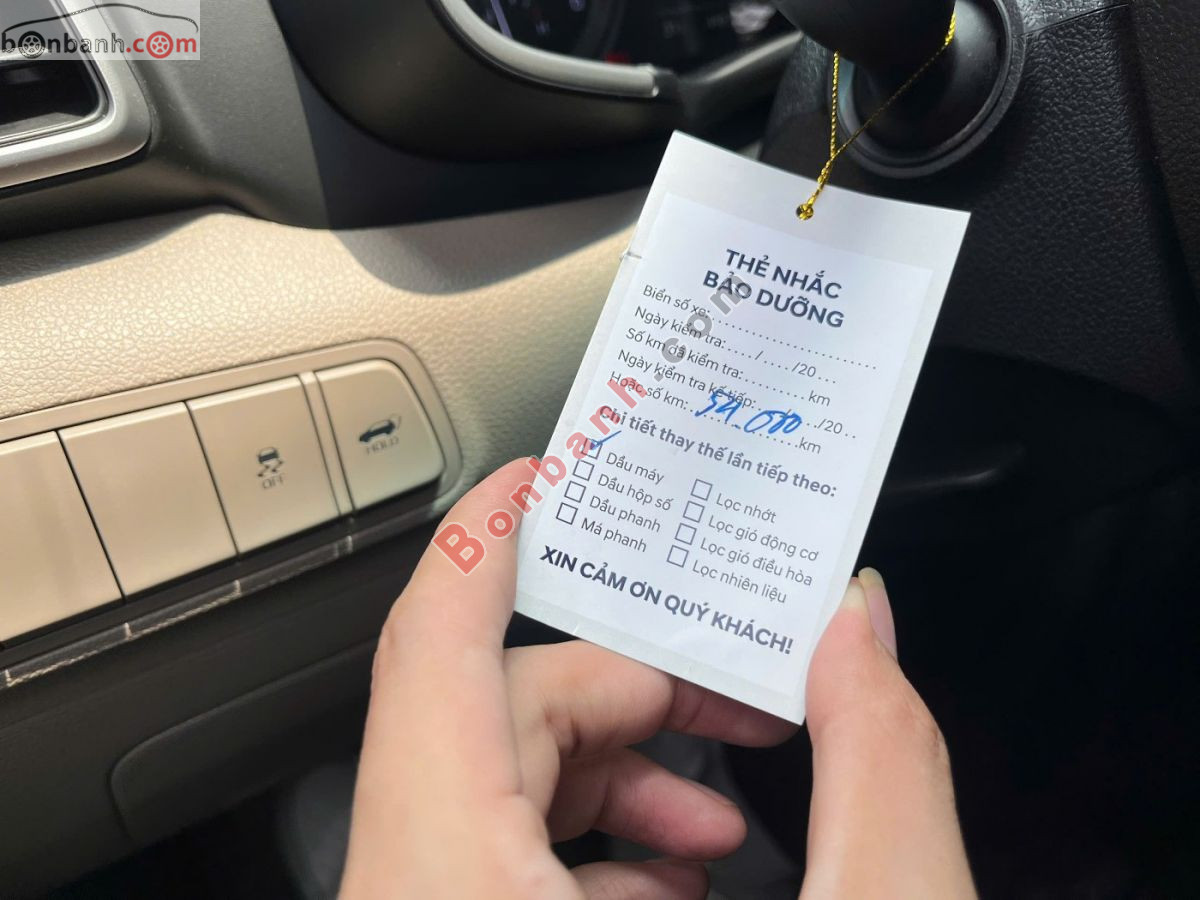 bonbanh.com
THẺ NHẮC
BẢO DƯỠNG
Biển số xe: .....................
Ngày kiểm tra: ..../..../20...
Số km đã kiểm tra: .......... km
Ngày kiểm tra kế tiếp: ......../20..
Hoặc số km: 54.000 km
Chi tiết thay thế lần tiếp theo:
☑ Dầu máy ☐ Lọc nhớt
☐ Dầu hộp số ☐ Lọc gió động cơ
☐ Dầu phanh ☐ Lọc gió điều hòa
☐ Má phanh ☐ Lọc nhiên liệu
XIN CẢM ƠN QUÝ KHÁCH!
OFF
HOLD
Bonbanh.com